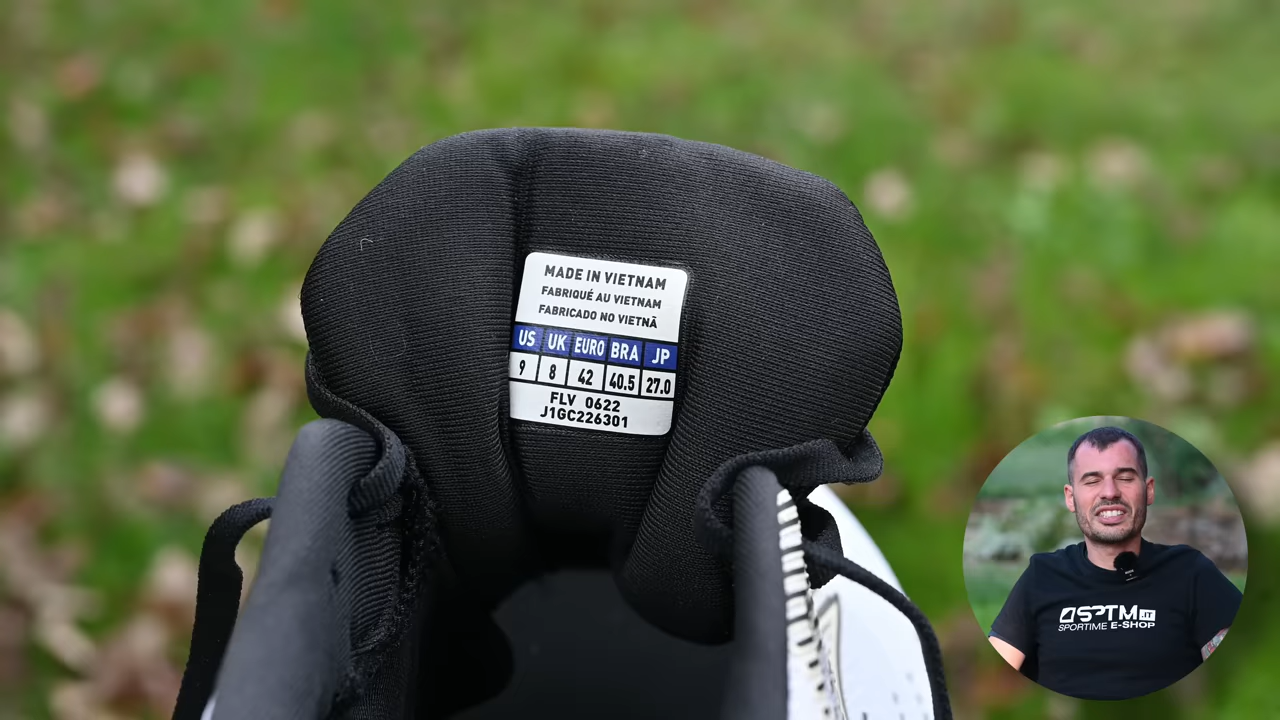 MADE IN VIETNAM
FABRIQUÉ AU VIETNAM
FABRICADO NO VIETNÃ
US UK EURO BRA JP
9 8 42 40.5 27.0
FLV 0622
J1GC226301
SPTM.IT
SPORTIME E-SHOP